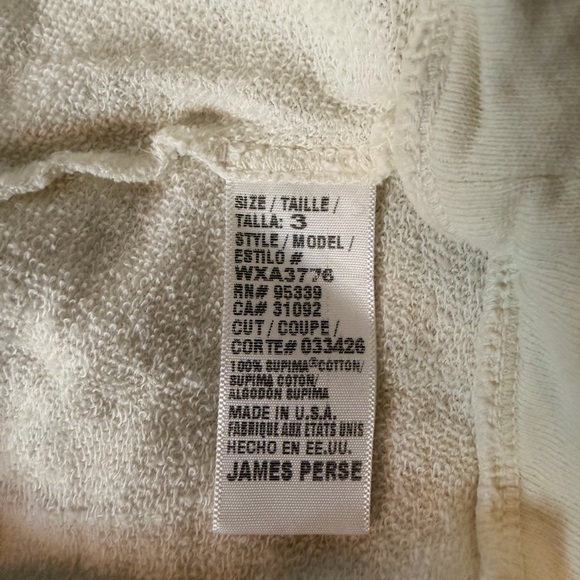 SIZE / TAILLE /
TALLA: 3
STYLE / MODEL /
ESTILO #
WXA3776
RN# 95339
CA# 31092
CUT / COUPE /
CORTE# 033426
100% SUPIMA® COTTON/
SUPIMA COTON/
ALGODON SUPIMA
MADE IN U.S.A.
FABRIQUE AUX ETATS UNIS
HECHO EN EE.UU.
JAMES PERSE